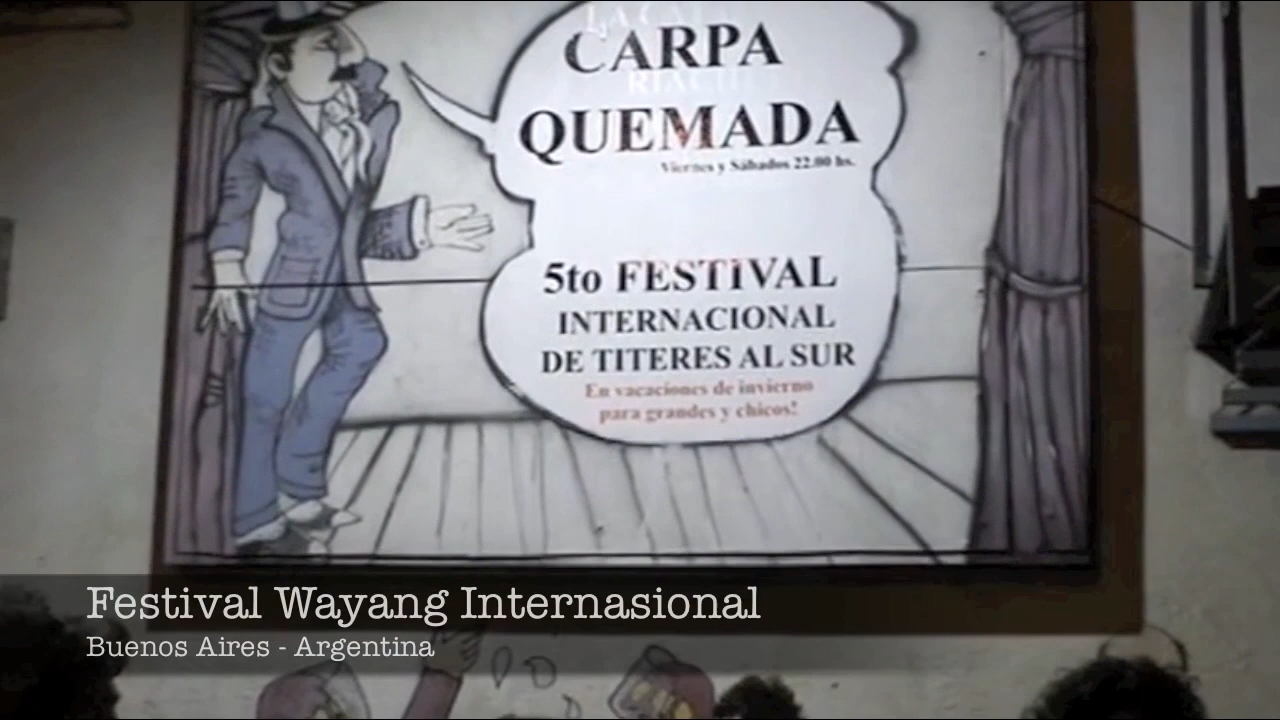 CARPA
QUEMADA
Viernes y Sábados 22:00 hs.
5to FESTIVAL
INTERNACIONAL
DE TITERES AL SUR
En vacaciones de invierno
para grandes y chicos!
Festival Wayang Internasional
Buenos Aires - Argentina